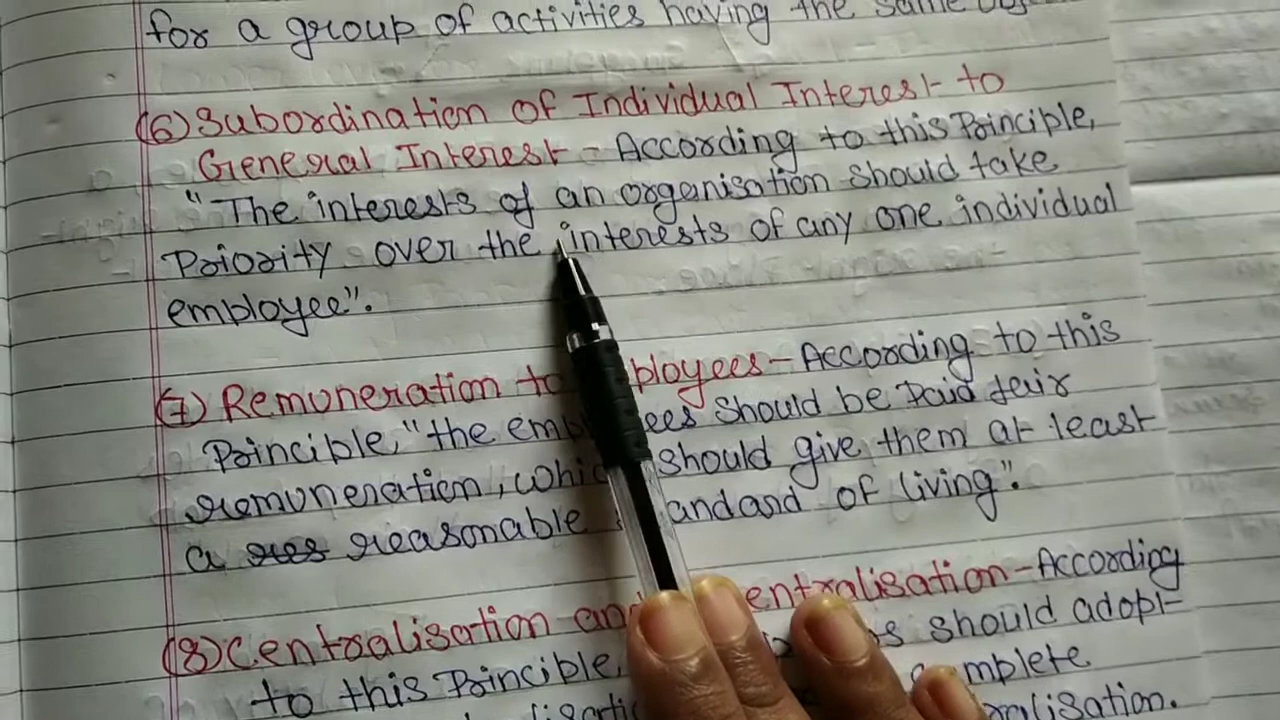 for a group of activities having the same
(6) Subordination of Individual Interest to
General Interest - According to this Principle,
"The interests of an organisation should take
Priority over the interests of any one individual
employee".
(7) Remuneration to ployees - According to this
Principle, "the emp ees should be Paid fair
remuneration, which should give them at least
a res reasonable andard of living".
(8) Centralisation and entralisation - According
to this Principle, should adopt
mplete
alisation.